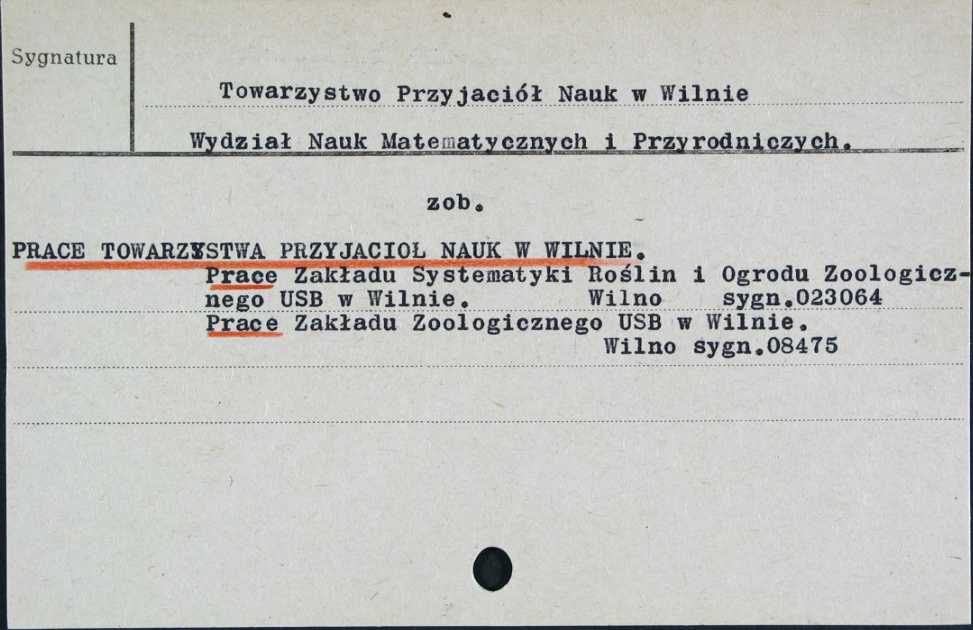 Sygnatura
Towarzystwo Przyjaciół Nauk w Wilnie
Wydział Nauk Matematycznych i Przyrodniczych.
zob.
PRACE TOWARZYSTWA PRZYJACIOŁ NAUK W WILNIE.
Prace Zakładu Systematyki Roślin i Ogrodu Zoologicz-
nego USB w Wilnie. Wilno sygn.023064
Prace Zakładu Zoologicznego USB w Wilnie.
Wilno sygn.08475